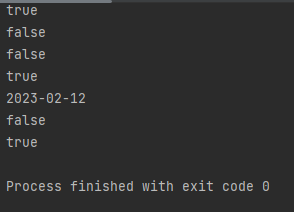 true
false
false
true
2023-02-12
false
true
Process finished with exit code 0